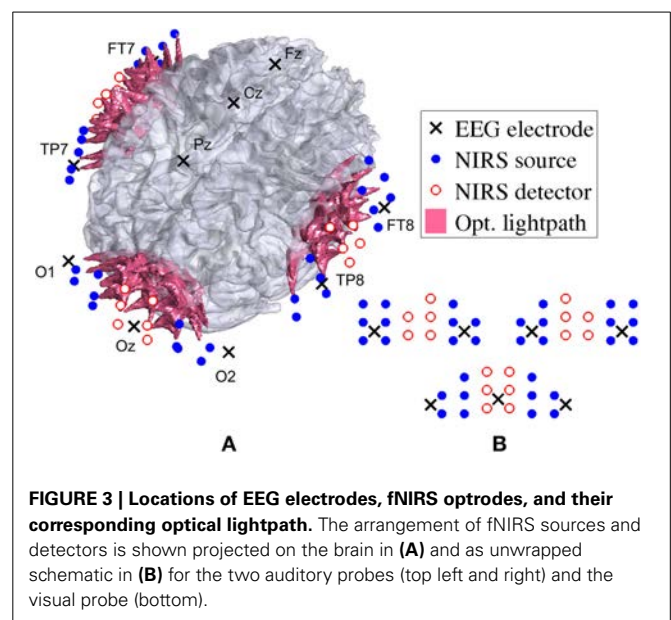 FT7
Fz
Cz
Pz
TP7
FT8
TP8
O1
Oz
O2
EEG electrode
NIRS source
NIRS detector
Opt. lightpath
A
B
FIGURE 3 | Locations of EEG electrodes, fNIRS optrodes, and their
corresponding optical lightpath. The arrangement of fNIRS sources and
detectors is shown projected on the brain in (A) and as unwrapped
schematic in (B) for the two auditory probes (top left and right) and the
visual probe (bottom).